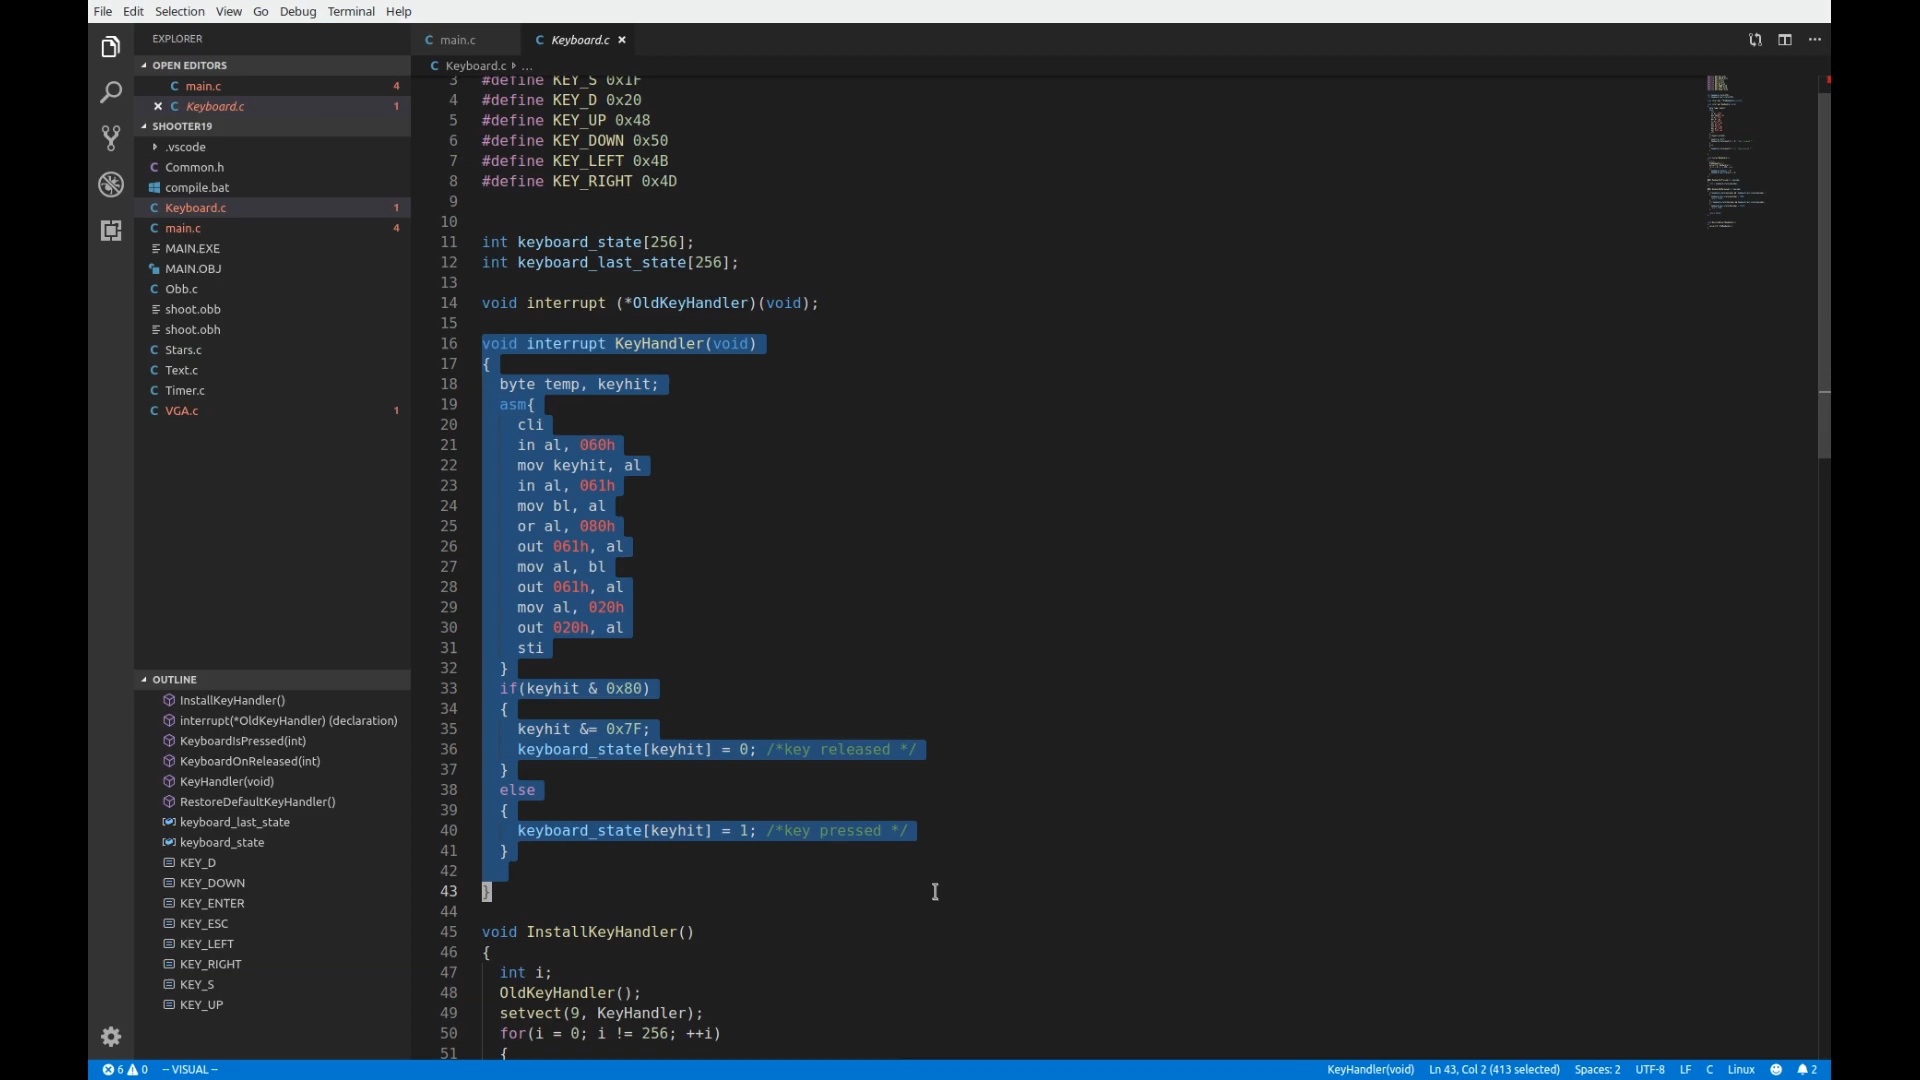 File Edit Selection View Go Debug Terminal Help
EXPLORER
OPEN EDITORS
main.c 4
Keyboard.c 1
SHOOTER19
.vscode
Common.h
compile.bat
Keyboard.c 1
main.c 4
MAIN.EXE
MAIN.OBJ
Obb.c
shoot.obb
shoot.obh
Stars.c
Text.c
Timer.c
VGA.c 1
OUTLINE
InstallKeyHandler()
interrupt(*OldKeyHandler) (declaration)
KeyboardIsPressed(int)
KeyboardOnReleased(int)
KeyHandler(void)
RestoreDefaultKeyHandler()
keyboard_last_state
keyboard_state
KEY_D
KEY_DOWN
KEY_ENTER
KEY_ESC
KEY_LEFT
KEY_RIGHT
KEY_S
KEY_UP
main.c Keyboard.c
Keyboard.c ...
3 #define KEY_S 0x1F
4 #define KEY_D 0x20
5 #define KEY_UP 0x48
6 #define KEY_DOWN 0x50
7 #define KEY_LEFT 0x4B
8 #define KEY_RIGHT 0x4D
9
10
11 int keyboard_state[256];
12 int keyboard_last_state[256];
13
14 void interrupt (*OldKeyHandler)(void);
15
16 void interrupt KeyHandler(void)
17 {
18 byte temp, keyhit;
19 asm{
20 cli
21 in al, 060h
22 mov keyhit, al
23 in al, 061h
24 mov bl, al
25 or al, 080h
26 out 061h, al
27 mov al, bl
28 out 061h, al
29 mov al, 020h
30 out 020h, al
31 sti
32 }
33 if(keyhit & 0x80)
34 {
35 keyhit &= 0x7F;
36 keyboard_state[keyhit] = 0; /*key released */
37 }
38 else
39 {
40 keyboard_state[keyhit] = 1; /*key pressed */
41 }
42
43 }
44
45 void InstallKeyHandler()
46 {
47 int i;
48 OldKeyHandler();
49 setvect(9, KeyHandler);
50 for(i = 0; i != 256; ++i)
51 {
6 0 -- VISUAL -- KeyHandler(void) Ln 43, Col 2 (413 selected) Spaces: 2 UTF-8 LF C Linux 2